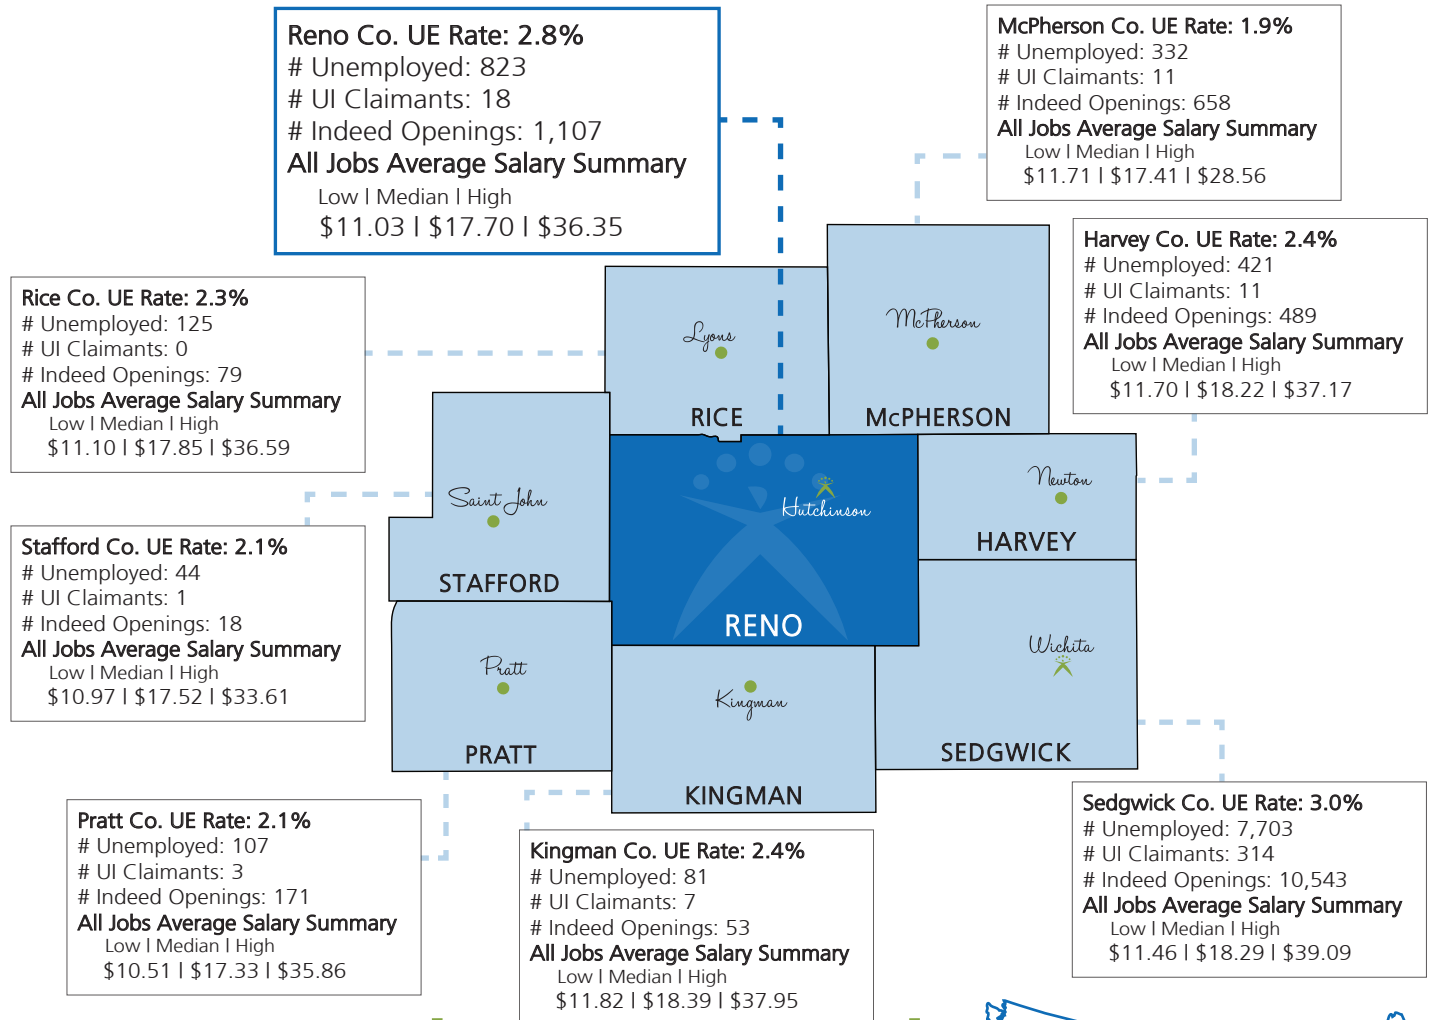 Reno Co. UE Rate: 2.8%
# Unemployed: 823
# UI Claimants: 18
# Indeed Openings: 1,107
All Jobs Average Salary Summary
Low | Median | High
$11.03 | $17.70 | $36.35
McPherson Co. UE Rate: 1.9%
# Unemployed: 332
# UI Claimants: 11
# Indeed Openings: 658
All Jobs Average Salary Summary
Low | Median | High
$11.71 | $17.41 | $28.56
Harvey Co. UE Rate: 2.4%
# Unemployed: 421
# UI Claimants: 11
# Indeed Openings: 489
All Jobs Average Salary Summary
Low | Median | High
$11.70 | $18.22 | $37.17
Rice Co. UE Rate: 2.3%
# Unemployed: 125
# UI Claimants: 0
# Indeed Openings: 79
All Jobs Average Salary Summary
Low | Median | High
$11.10 | $17.85 | $36.59
Lyons
RICE
McPherson
McPHERSON
Saint John
STAFFORD
Hutchinson
RENO
Newton
HARVEY
Stafford Co. UE Rate: 2.1%
# Unemployed: 44
# UI Claimants: 1
# Indeed Openings: 18
All Jobs Average Salary Summary
Low | Median | High
$10.97 | $17.52 | $33.61
Pratt
PRATT
Kingman
KINGMAN
Wichita
SEDGWICK
Pratt Co. UE Rate: 2.1%
# Unemployed: 107
# UI Claimants: 3
# Indeed Openings: 171
All Jobs Average Salary Summary
Low | Median | High
$10.51 | $17.33 | $35.86
Kingman Co. UE Rate: 2.4%
# Unemployed: 81
# UI Claimants: 7
# Indeed Openings: 53
All Jobs Average Salary Summary
Low | Median | High
$11.82 | $18.39 | $37.95
Sedgwick Co. UE Rate: 3.0%
# Unemployed: 7,703
# UI Claimants: 314
# Indeed Openings: 10,543
All Jobs Average Salary Summary
Low | Median | High
$11.46 | $18.29 | $39.09